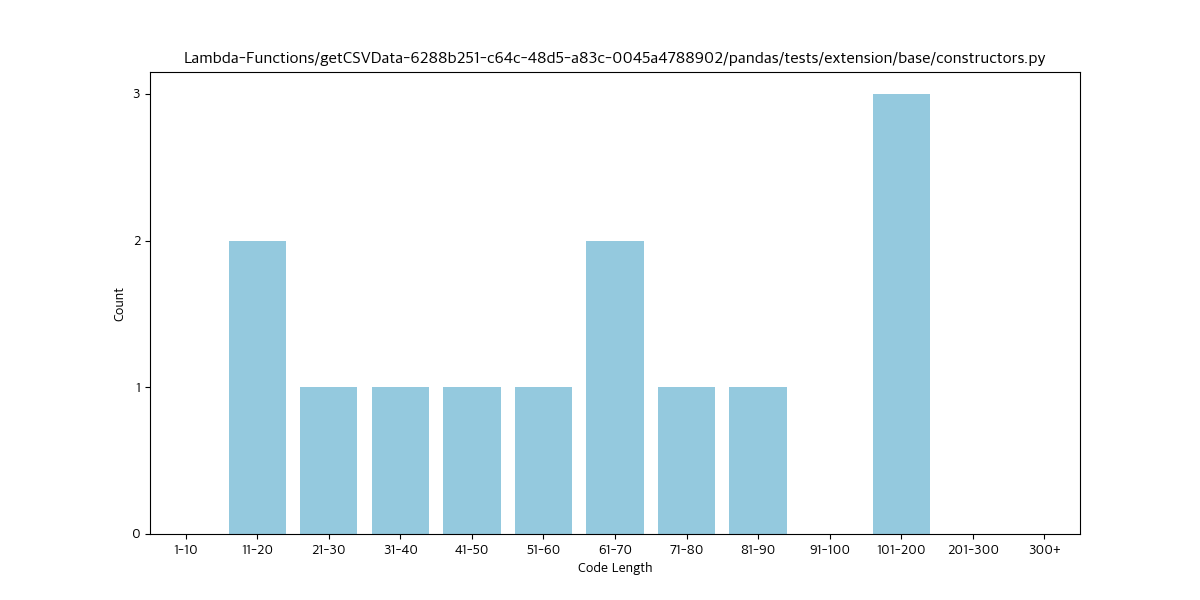 Lambda-Functions/getCSVData-6288b251-c64c-48d5-a83c-0045a4788902/pandas/tests/extension/base/constructors.py
3
2
1
0
Count
1-10 11-20 21-30 31-40 41-50 51-60 61-70 71-80 81-90 91-100 101-200 201-300 300+
Code Length